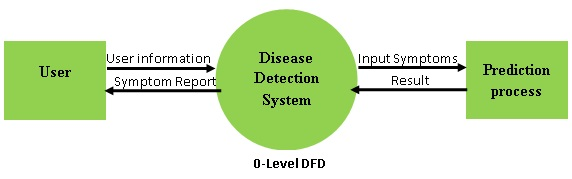 User
User information
Symptom Report
Disease
Detection
System
Input Symptoms
Result
Prediction
process
0-Level DFD